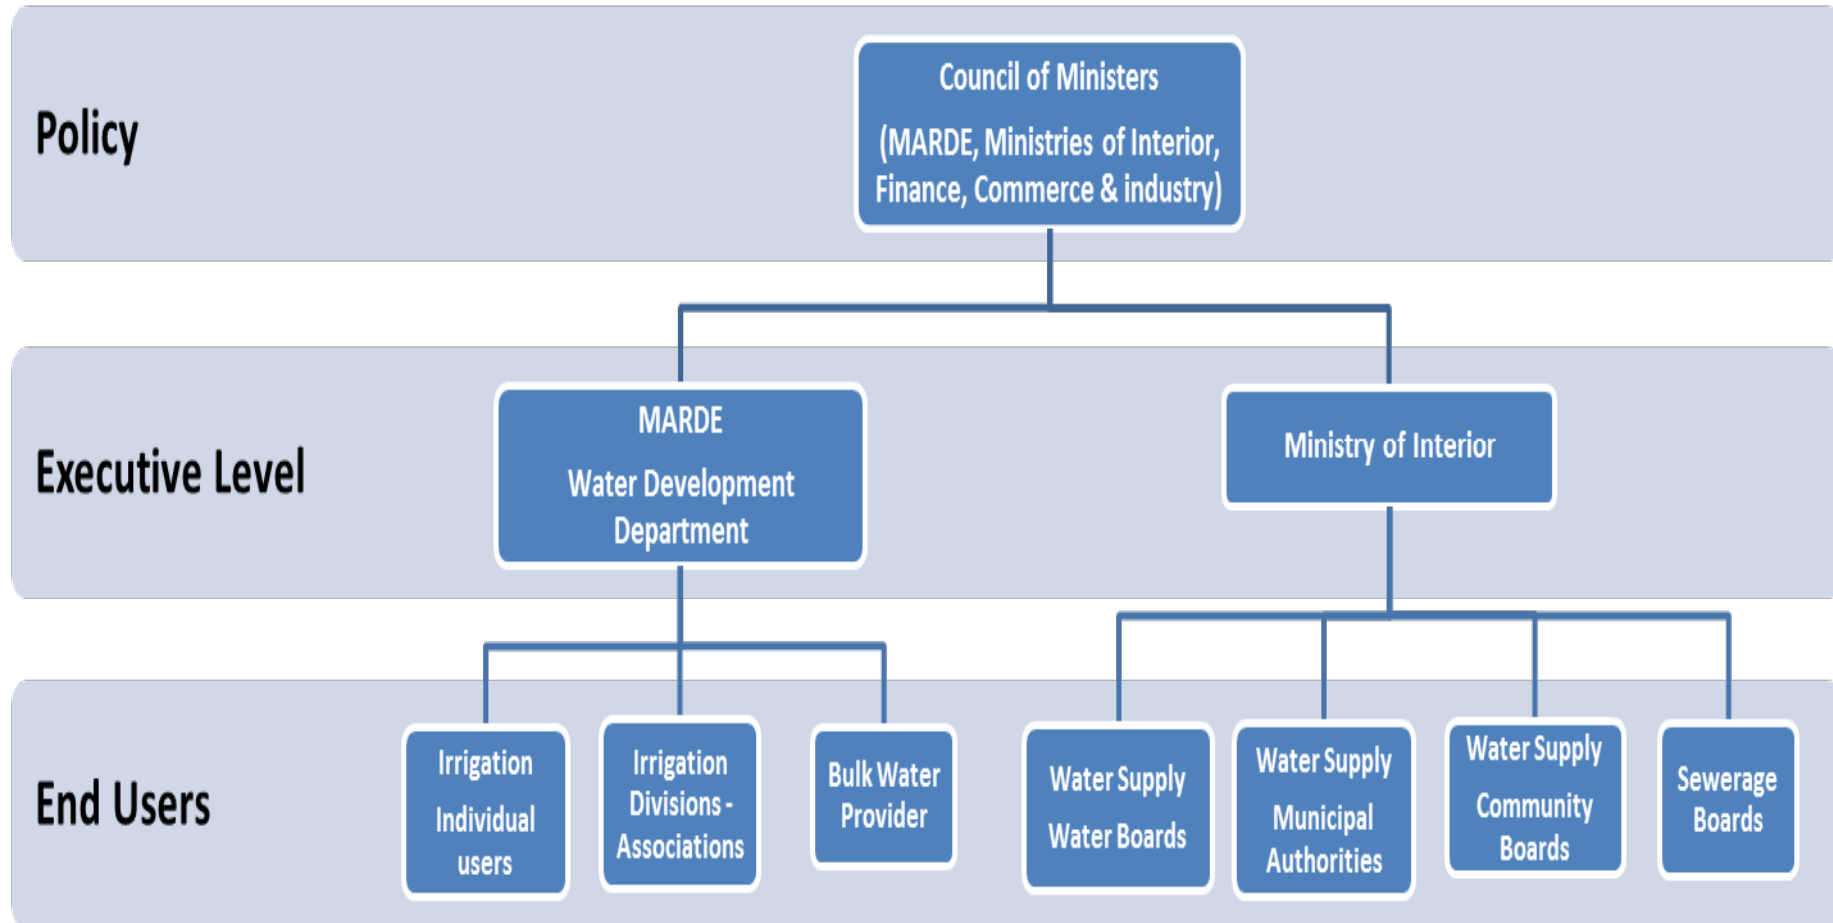 Policy
Council of Ministers
(MARDE, Ministries of Interior,
Finance, Commerce & industry)
Executive Level
MARDE
Water Development
Department
Ministry of Interior
End Users
Irrigation
Individual
users
Irrigation
Divisions -
Associations
Bulk Water
Provider
Water Supply
Water Boards
Water Supply
Municipal
Authorities
Water Supply
Community
Boards
Sewerage
Boards